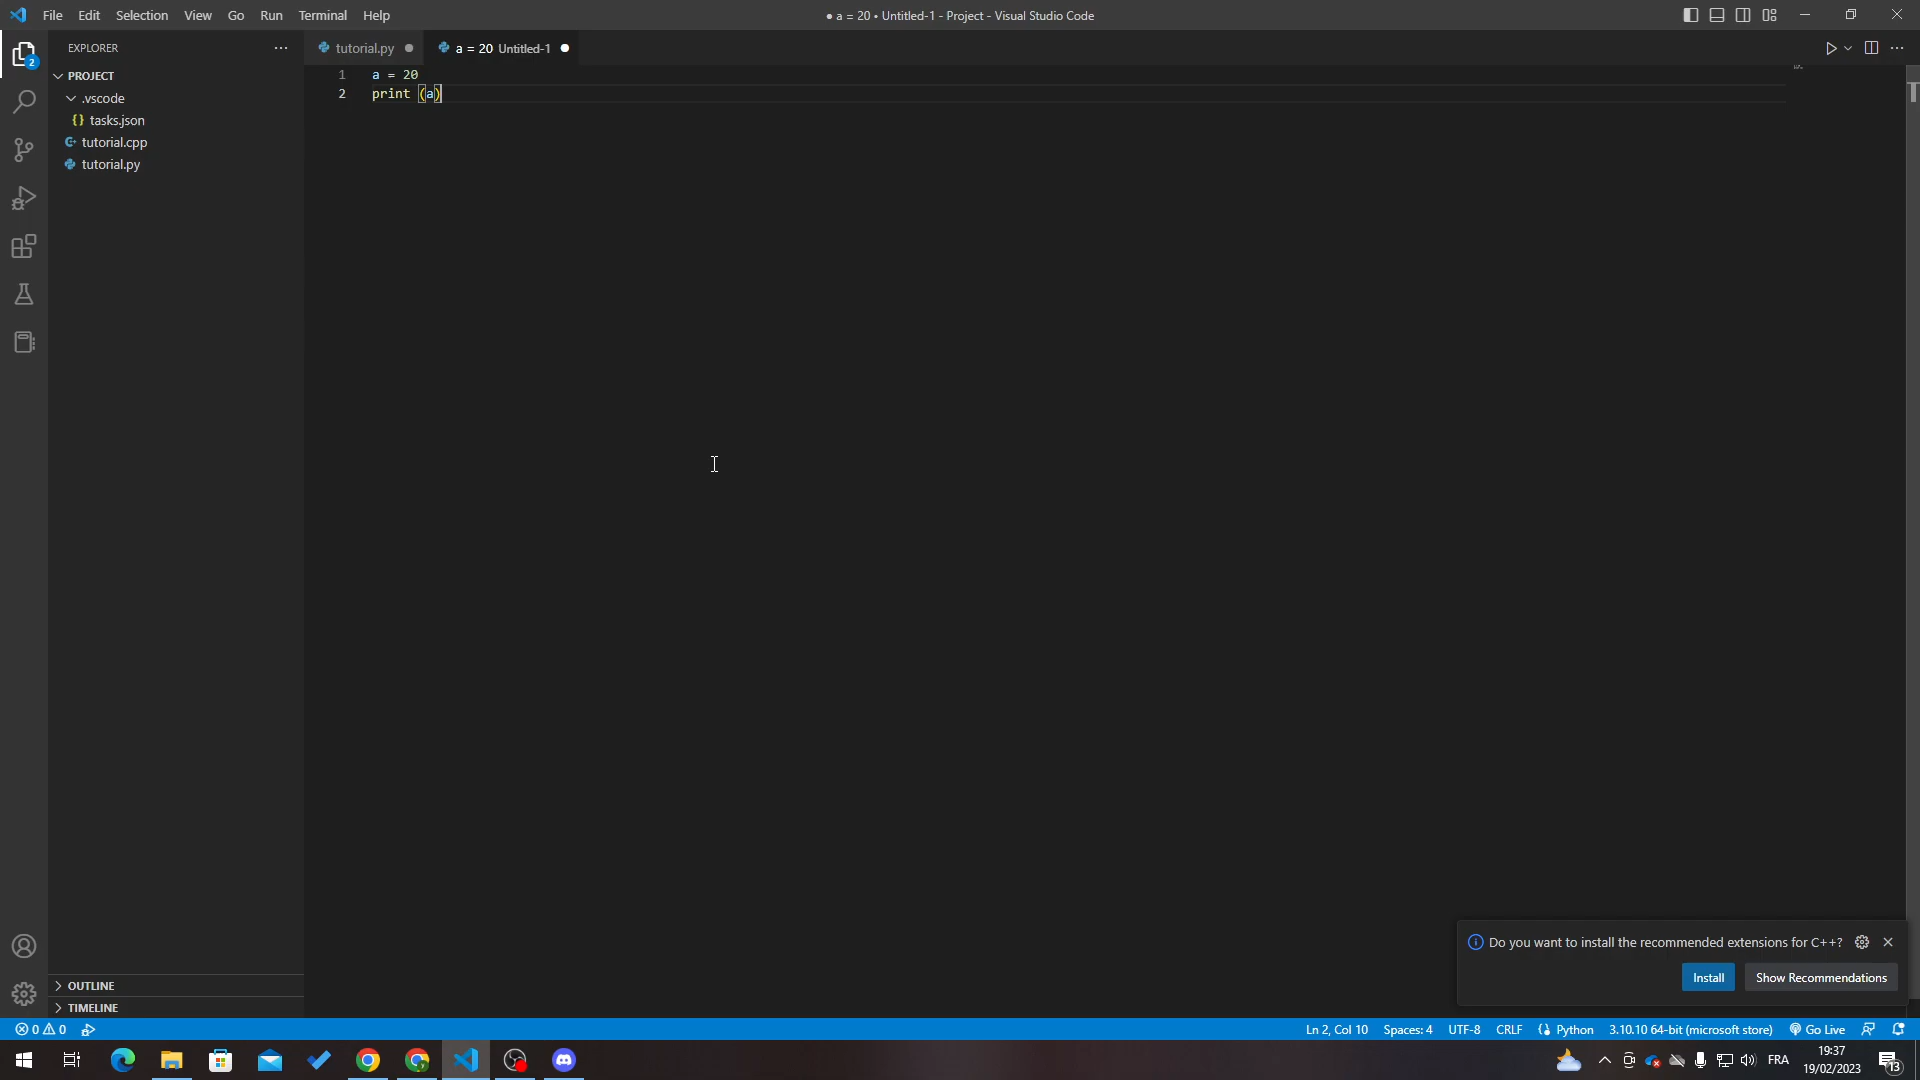 File Edit Selection View Go Run Terminal Help
● a = 20 • Untitled-1 - Project - Visual Studio Code
EXPLORER
tutorial.py
a = 20 Untitled-1
PROJECT
.vscode
tasks.json
tutorial.cpp
tutorial.py
1 a = 20
2 print (a)
2
Do you want to install the recommended extensions for C++?
Install
Show Recommendations
OUTLINE
TIMELINE
0 0
Ln 2, Col 10 Spaces: 4 UTF-8 CRLF Python 3.10.10 64-bit (microsoft store) Go Live
FRA
19:37
19/02/2023
13